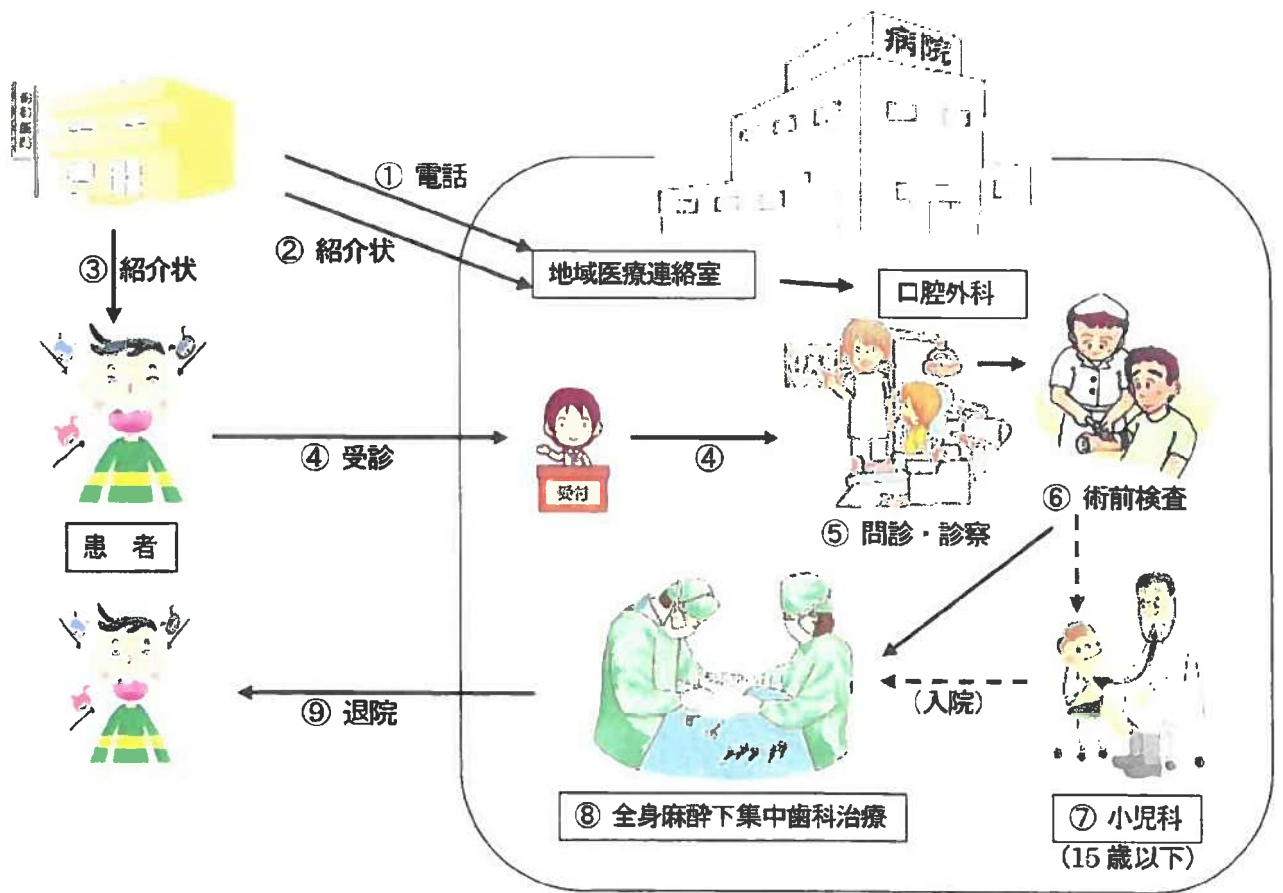 病院
① 電話
② 紹介状
③ 紹介状
地域医療連絡室
口腔外科
④ 受診
④
受付
⑤ 問診・診察
⑥ 術前検査
患 者
⑨ 退院
(入院)
⑧ 全身麻酔下集中歯科治療
⑦ 小児科
(15歳以下)